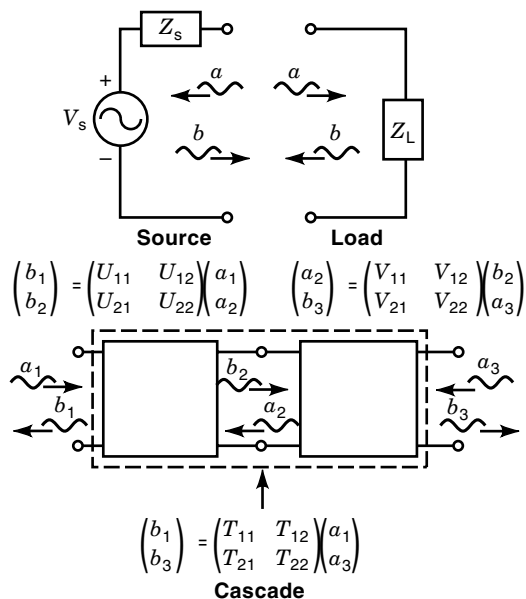 Z_s
+
a a
V_s
b b Z_L
–
Source Load
(b_1 b_2) = (U_11 U_12 U_21 U_22)(a_1 a_2) (a_2 b_3) = (V_11 V_12 V_21 V_22)(b_2 a_3)
a_1 b_2 a_3
b_1 a_2 b_3
(b_1 b_3) = (T_11 T_12 T_21 T_22)(a_1 a_3)
Cascade